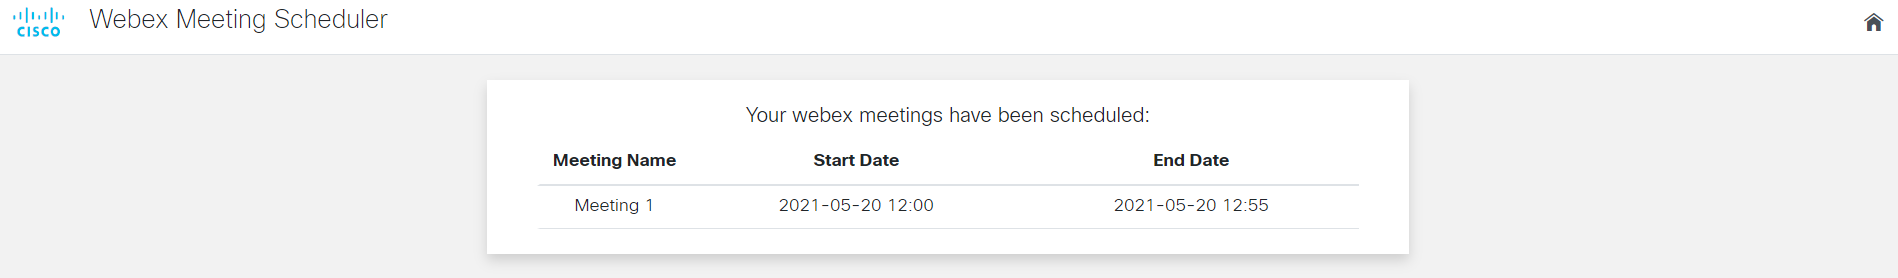 CISCO
Webex Meeting Scheduler
Your webex meetings have been scheduled:
Meeting Name Start Date End Date
Meeting 1 2021-05-20 12:00 2021-05-20 12:55